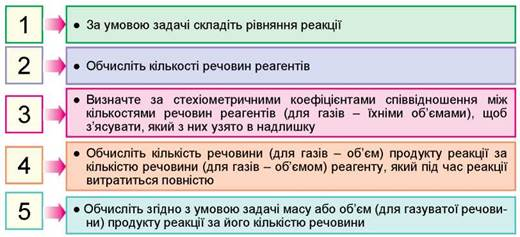 1
• За умовою задачі складіть рівняння реакції
2
• Обчисліть кількості речовин реагентів
3
• Визначте за стехіометричними коефіцієнтами співвідношення між
кількостями речовин реагентів (для газів – їхніми об’ємами), щоб
з’ясувати, який з них узято в надлишку
4
• Обчисліть кількість речовини (для газів – об’єм) продукту реакції за
кількістю речовини (для газів – об’ємом) реагенту, який під час реакції
витратиться повністю
5
• Обчисліть згідно з умовою задачі масу або об’єм (для газуватої речови-
ни) продукту реакції за його кількістю речовини